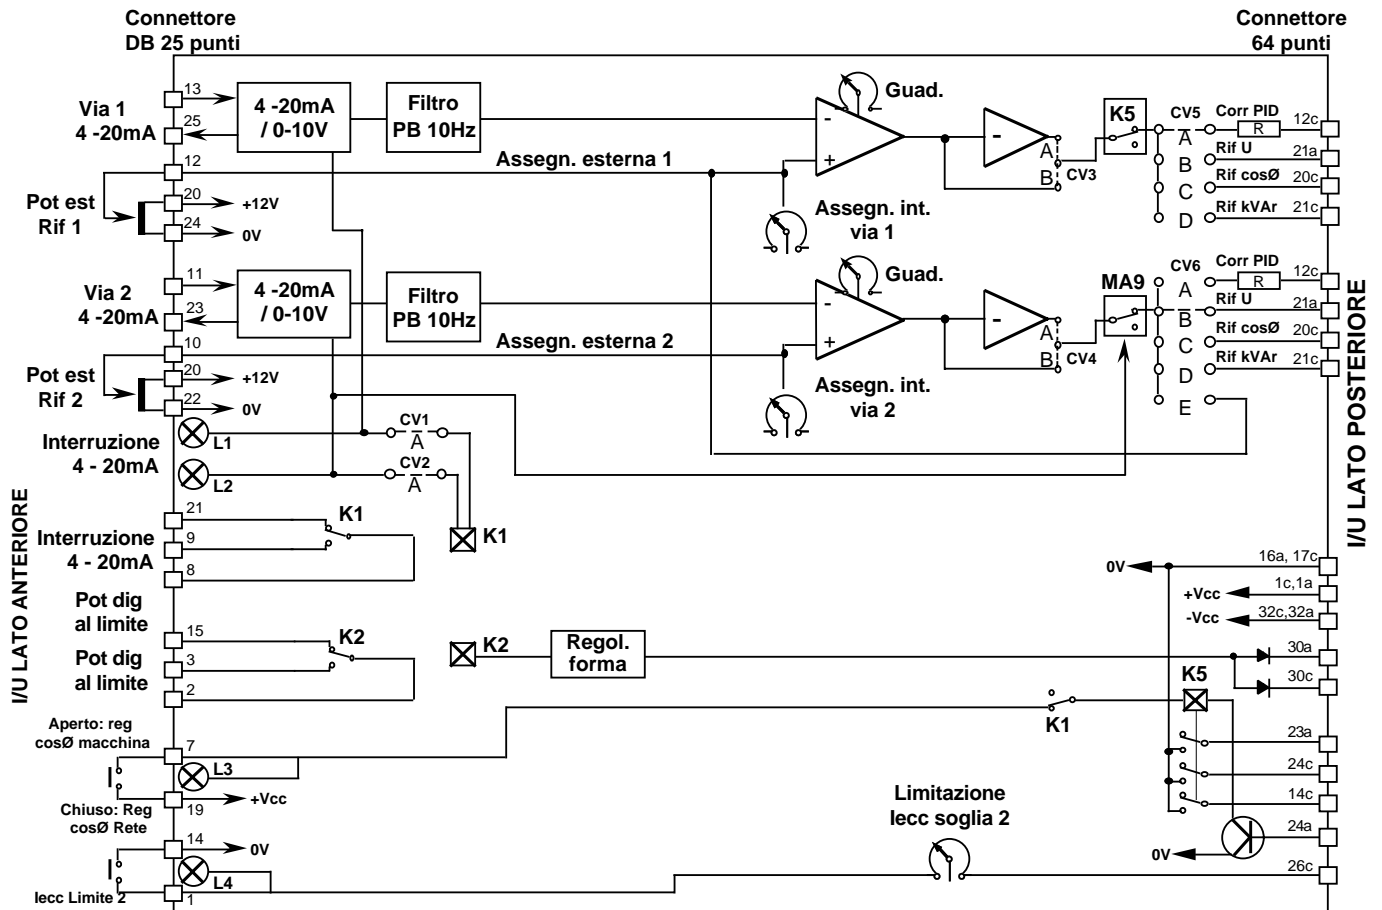 Connettore
DB 25 punti
Connettore
64 punti
Via 1
4 -20mA
13
25
4 -20mA
/ 0-10V
Filtro
PB 10Hz
Guad.
-
+
-
A
B
CV3
K5
CV5
A
B
C
D
Corr PID
R
12c
Rif U
21a
Rif cosØ
20c
Rif kVAr
21c
12
Assegn. esterna 1
Pot est
Rif 1
20
+12V
24
0V
Assegn. int.
via 1
Via 2
4 -20mA
11
23
4 -20mA
/ 0-10V
Filtro
PB 10Hz
Guad.
-
+
-
A
B
CV4
MA9
CV6
A
B
C
D
E
Corr PID
R
12c
Rif U
21a
Rif cosØ
20c
Rif kVAr
21c
10
Assegn. esterna 2
Pot est
Rif 2
20
+12V
22
0V
Assegn. int.
via 2
Interruzione
4 - 20mA
L1
L2
CV1
A
CV2
A
K1
I/U LATO ANTERIORE
I/U LATO POSTERIORE
Interruzione
4 - 20mA
21
9
8
K1
0V
16a, 17c
+Vcc
1c,1a
-Vcc
32c,32a
Pot dig
al limite
Pot dig
al limite
15
3
2
K2
K2
Regol.
forma
30a
30c
K5
K1
23a
24c
14c
24a
0V
26c
Aperto: reg
cosØ macchina
7
L3
19
+Vcc
Chiuso: Reg
cosØ Rete
14
0V
L4
1
Iecc Limite 2
Limitazione
Iecc soglia 2